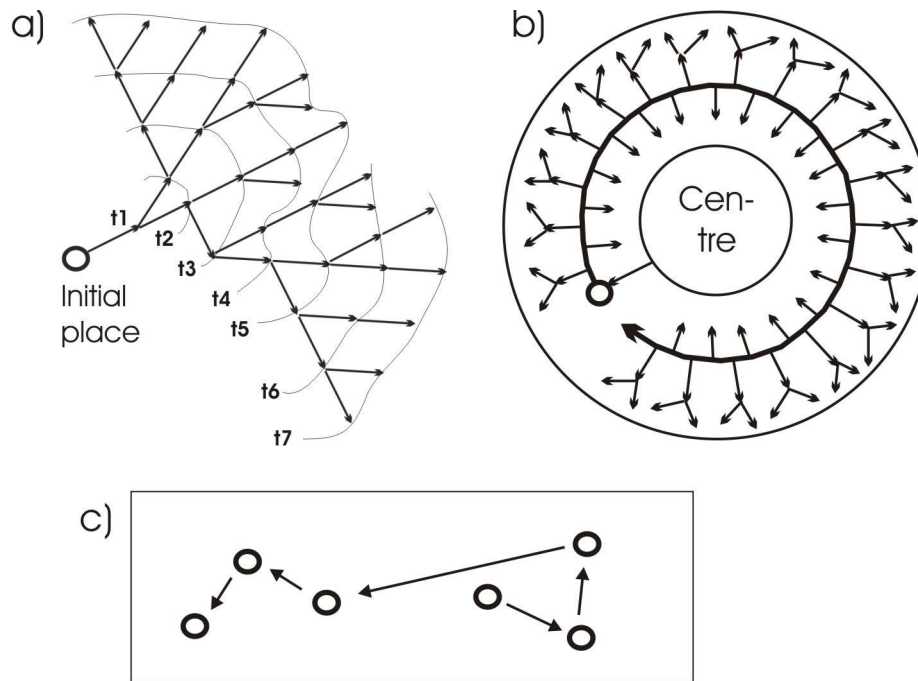 a)
t1
t2
t3
t4
t5
t6
t7
Initial
place
b)
Cen-
tre
c)